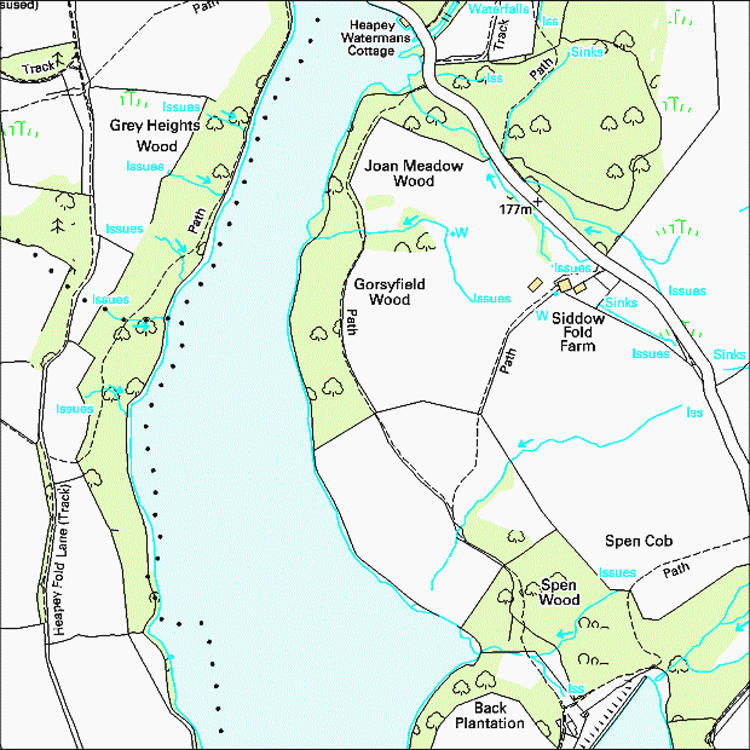 sused)
Heapey
Watermans
Cottage
Waterfalls
Iss
Track
Track
Path
Sinks
Iss
Path
Issues
Grey Heights
Wood
Issues
Joan Meadow
Wood
177m
Path
Issues
W
Issues
Gorsyfield
Wood
Issues
Issues
Issues
W
Sinks
Siddow
Fold
Farm
Path
Path
Issues
Sinks
Issues
Iss
Heapey Fold Lane (Track)
Spen Cob
Path
Issues
Spen
Wood
Iss
Back
Plantation